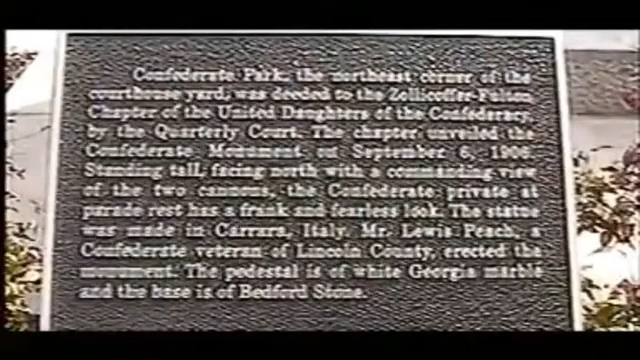 Confederate Park, the northeast corner of the
courthouse yard, was deeded to the Zollicoffer-Fulton
Chapter of the United Daughters of the Confederacy,
by the Quarterly Court. The chapter unveiled the
Confederate Monument on September 6, 1906.
Standing tall, facing north with a commanding view
of the two cannons, the Confederate private at
parade rest has a frank and fearless look. The statue
was made in Carrara, Italy. Mr. Lewis Peach, a
Confederate veteran of Lincoln County, erected the
monument. The pedestal is of white Georgia marble
and the base is of Bedford Stone.